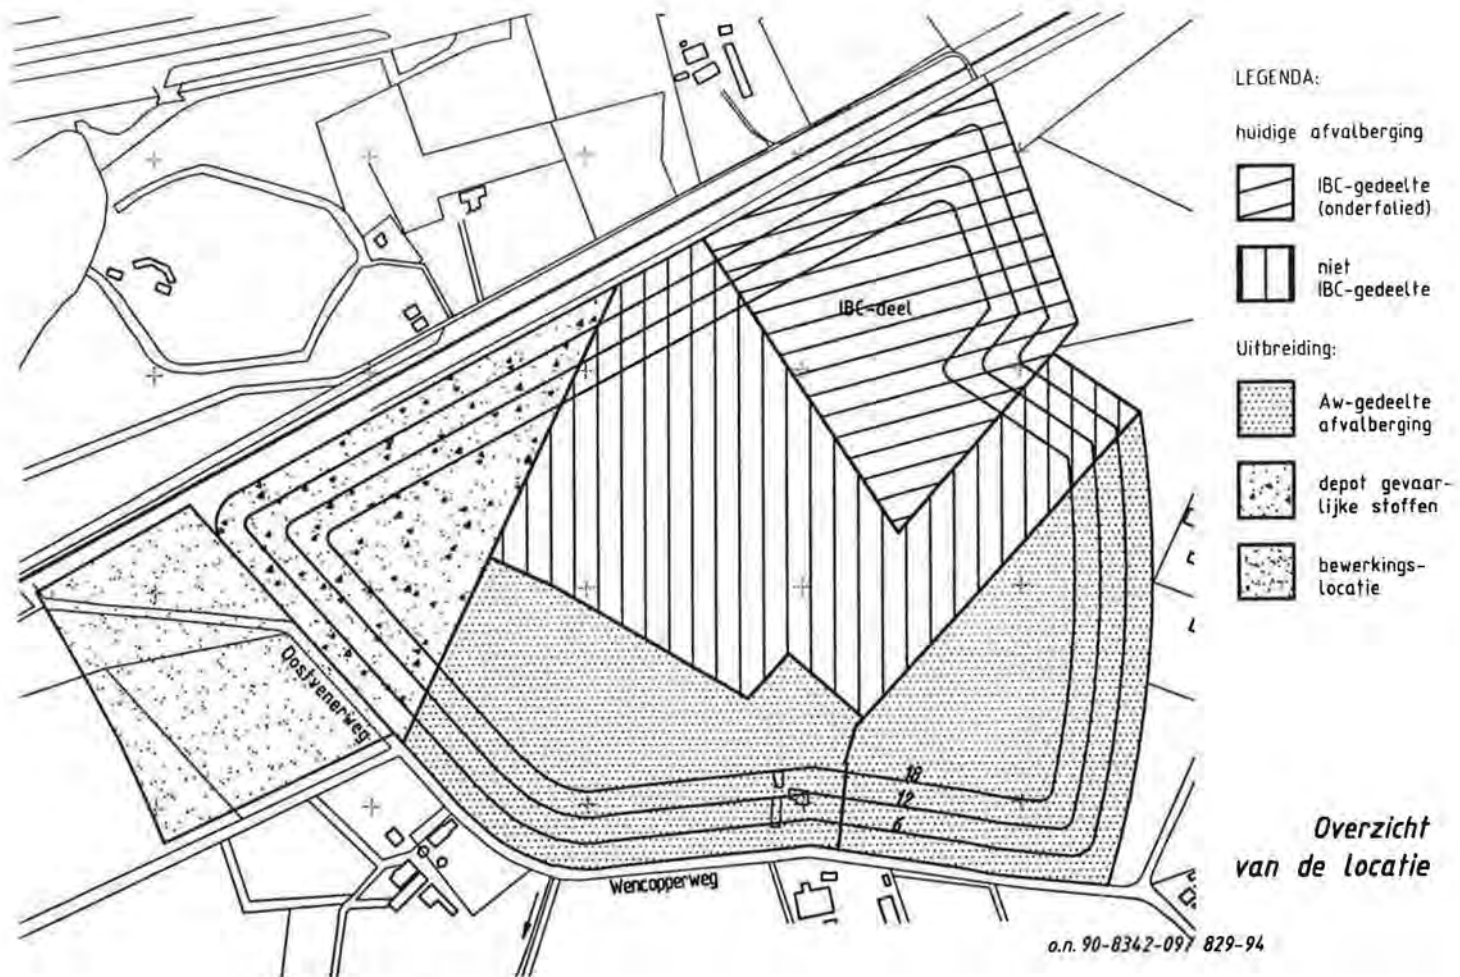 LEGENDA:
huidige afvalberging
IBC-gedeelte
(onderfolied)
niet
IBC-gedeelte
Uitbreiding:
Aw-gedeelte
afvalberging
depot gevaar-
lijke stoffen
bewerkings-
locatie
IBC-deel
Oostvenerweg
18
12
6
Wencopperweg
Overzicht
van de locatie
o.n. 90-8342-097 829-94